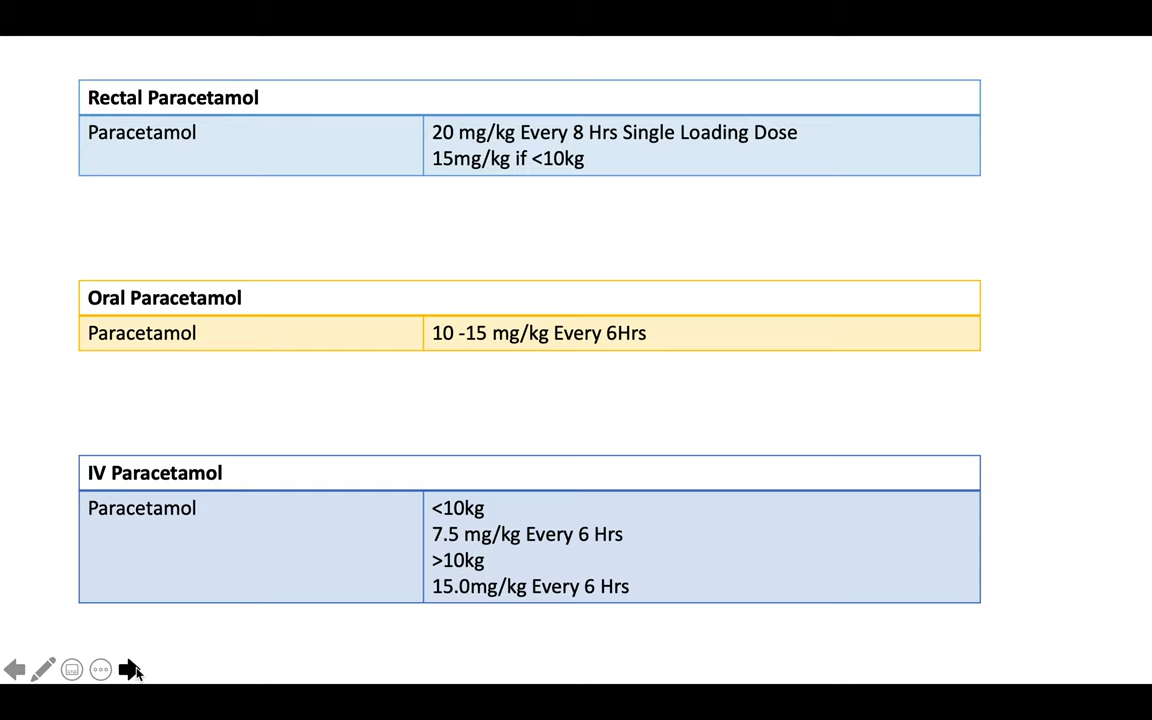 Rectal Paracetamol
Paracetamol 20 mg/kg Every 8 Hrs Single Loading Dose
15mg/kg if <10kg
Oral Paracetamol
Paracetamol 10 -15 mg/kg Every 6Hrs
IV Paracetamol
Paracetamol <10kg
7.5 mg/kg Every 6 Hrs
>10kg
15.0mg/kg Every 6 Hrs